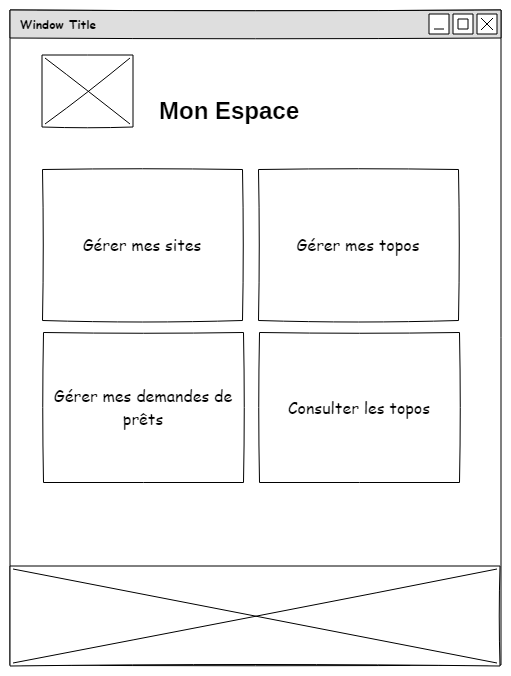 Window Title
Mon Espace
Gérer mes sites
Gérer mes topos
Gérer mes demandes de
prêts
Consulter les topos